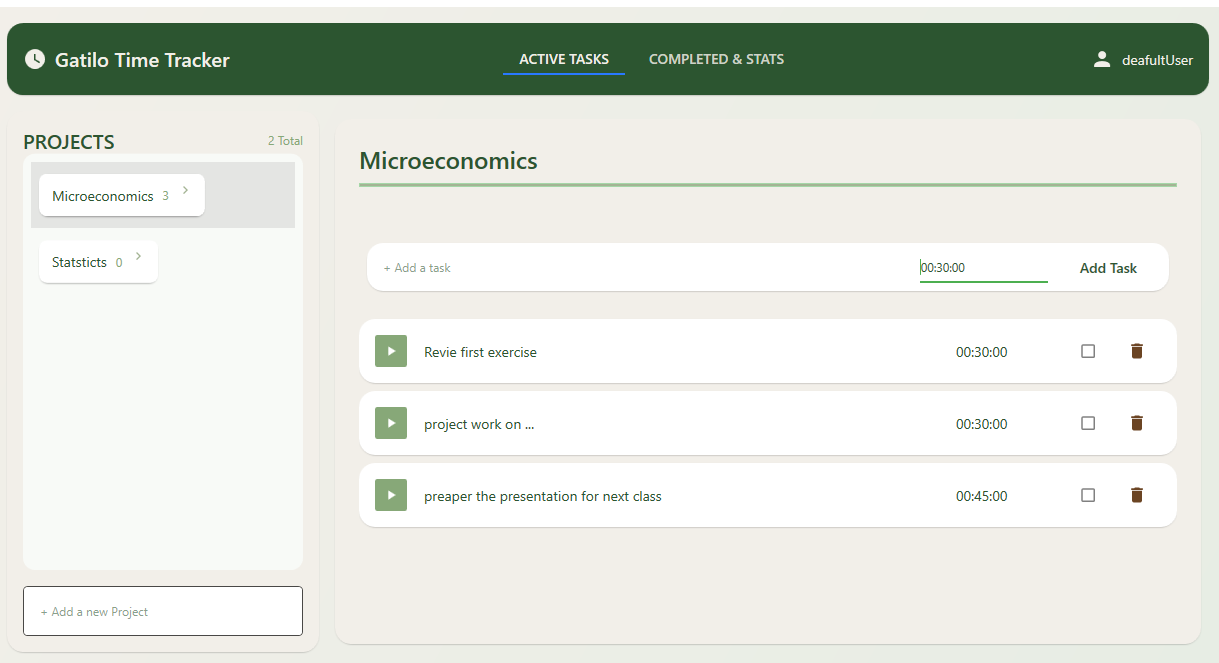 Gatilo Time Tracker
ACTIVE TASKS
COMPLETED & STATS
deafultUser
PROJECTS
2 Total
Microeconomics 3
Statsticts 0
+ Add a new Project
Microeconomics
+ Add a task
00:30:00
Add Task
Revie first exercise
00:30:00
project work on ...
00:30:00
preaper the presentation for next class
00:45:00